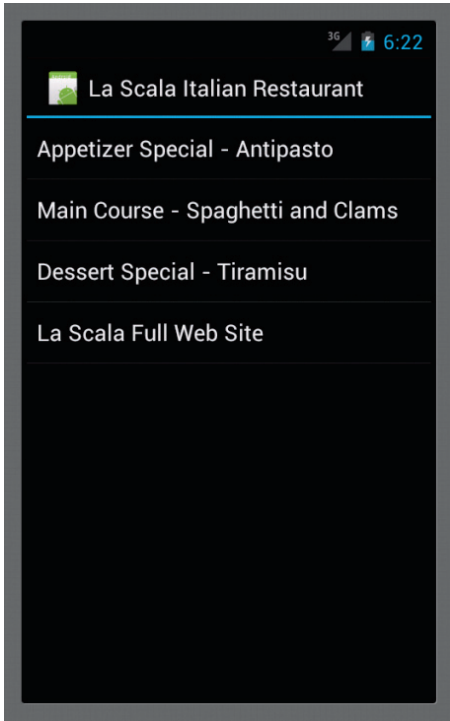 3G 6:22
La Scala Italian Restaurant
Appetizer Special - Antipasto
Main Course - Spaghetti and Clams
Dessert Special - Tiramisu
La Scala Full Web Site